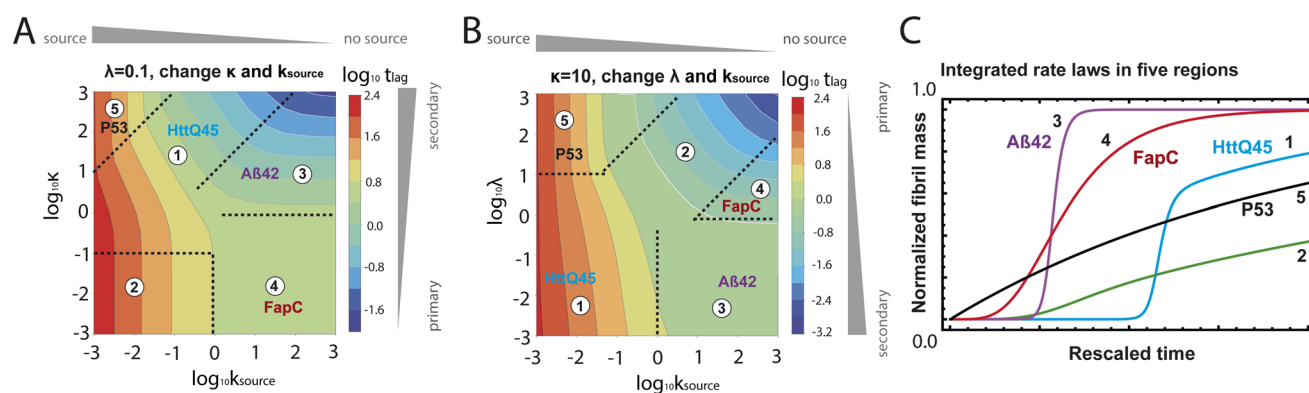 A
source
no source
λ=0.1, change κ and ksource
log10 tlag
log10κ
3
2
1
0
-1
-2
-3
5
P53
HttQ45
1
Aß42
3
2
4
FapC
-3
-2
-1
0
1
2
3
log10ksource
2.4
1.6
0.8
0.0
-0.8
-1.6
secondary
primary
B
source
no source
κ=10, change λ and ksource
log10 tlag
log10λ
3
2
1
0
-1
-2
-3
5
P53
2
4
FapC
HttQ45
1
Aß42
3
-3
-2
-1
0
1
2
3
log10ksource
2.4
1.6
0.8
0.0
-0.8
-1.6
-2.4
-3.2
primary
secondary
C
Integrated rate laws in five regions
Normalized fibril mass
1.0
0.0
3
Aß42
4
FapC
HttQ45
1
5
P53
2
Rescaled time